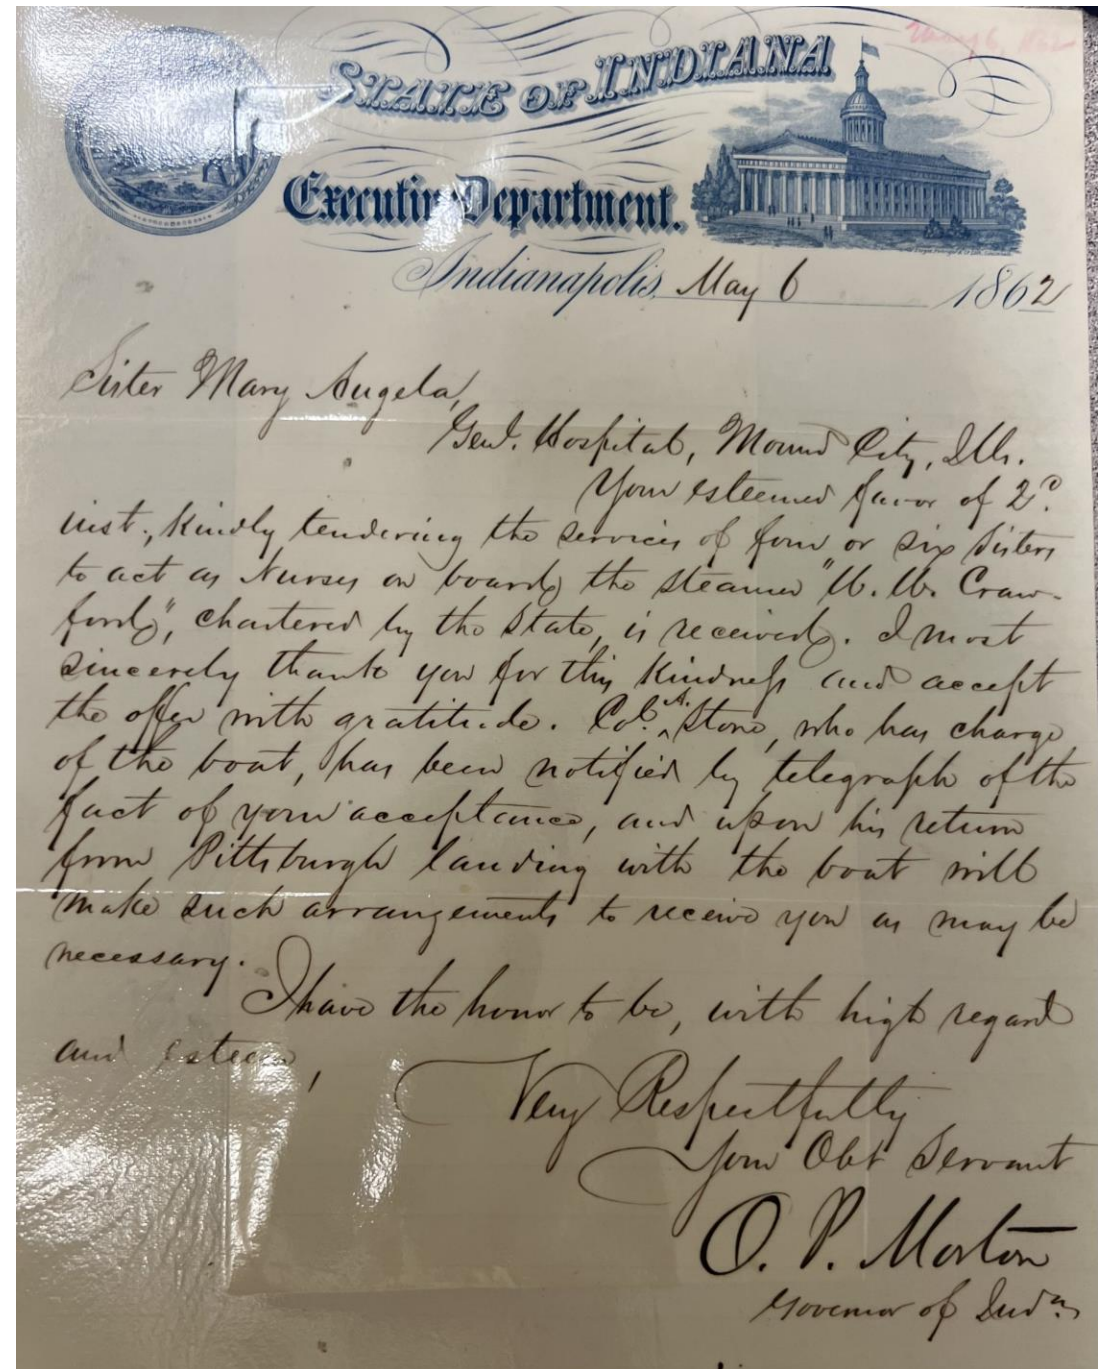 May 6, 1862
STATE OF INDIANA
Executive Department.
Indianapolis, May 6 1862
Sister Mary Angela,
Genl. Hospital, Mound City, Ills.
Your esteemed favor of 2d
inst., kindly tendering the services of four or six Sisters
to act as Nurses on board the steamer "W. W. Craw-
ford", chartered by the State, is received. I most
sincerely thank you for this kindness and accept
the offer with gratitude. Col. A. Stone, who has charge
of the boat, has been notified by telegraph of the
fact of your acceptance, and upon his return
from Pittsburgh landing with the boat will
make such arrangements to receive you as may be
necessary.
I have the honor to be, with high regard
and esteem,
Very Respectfully
Your Obt Servant
O. P. Morton
Governor of Inda.